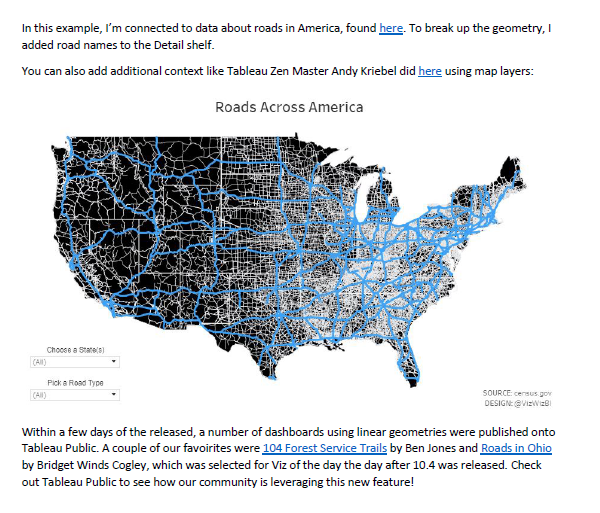 In this example, I'm connected to data about roads in America, found here. To break up the geometry, I
added road names to the Detail shelf.
You can also add additional context like Tableau Zen Master Andy Kriebel did here using map layers:
Roads Across America
Choose a State(s)
(All)
Pick a Road Type
(All)
SOURCE: census.gov
DESIGN: @VizWizBI
Within a few days of the released, a number of dashboards using linear geometries were published onto
Tableau Public. A couple of our favoirites were 104 Forest Service Trails by Ben Jones and Roads in Ohio
by Bridget Winds Cogley, which was selected for Viz of the day the day after 10.4 was released. Check
out Tableau Public to see how our community is leveraging this new feature!